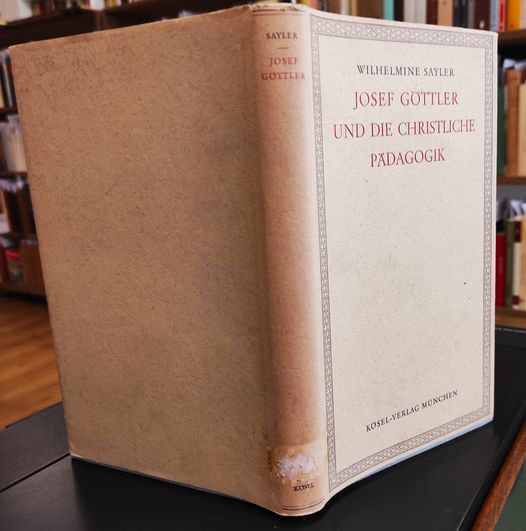 SAYLER
JOSEF
GÖTTLER
KÖSEL
WILHELMINE SAYLER
JOSEF GÖTTLER
UND DIE CHRISTLICHE
PÄDAGOGIK
KÖSEL-VERLAG MÜNCHEN